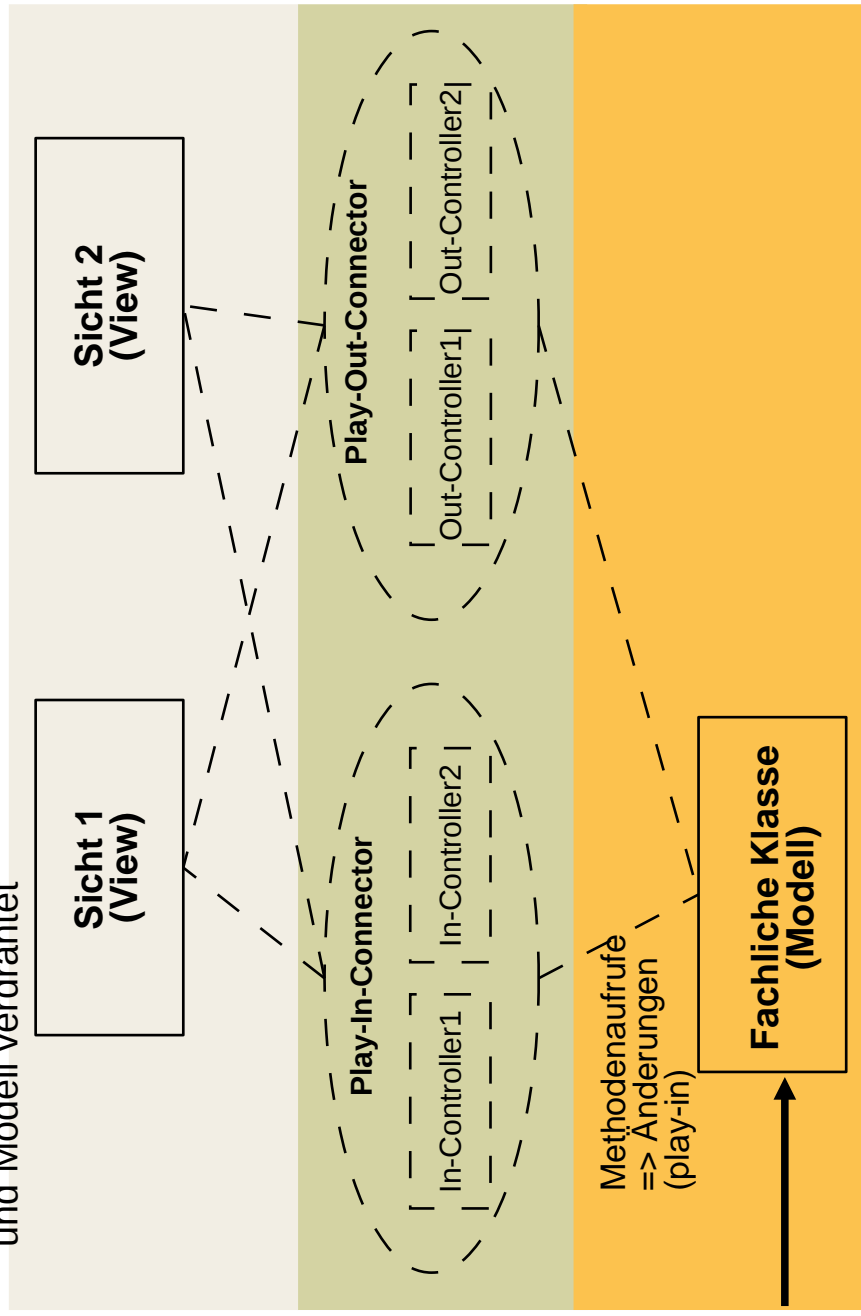 und Modell verdrahtet
Sicht 1
(View)
Sicht 2
(View)
Play-In-Connector
In-Controller1
In-Controller2
Play-Out-Connector
Out-Controller1
Out-Controller2
Methodenaufrufe
=> Änderungen
(play-in)
Fachliche Klasse
(Modell)